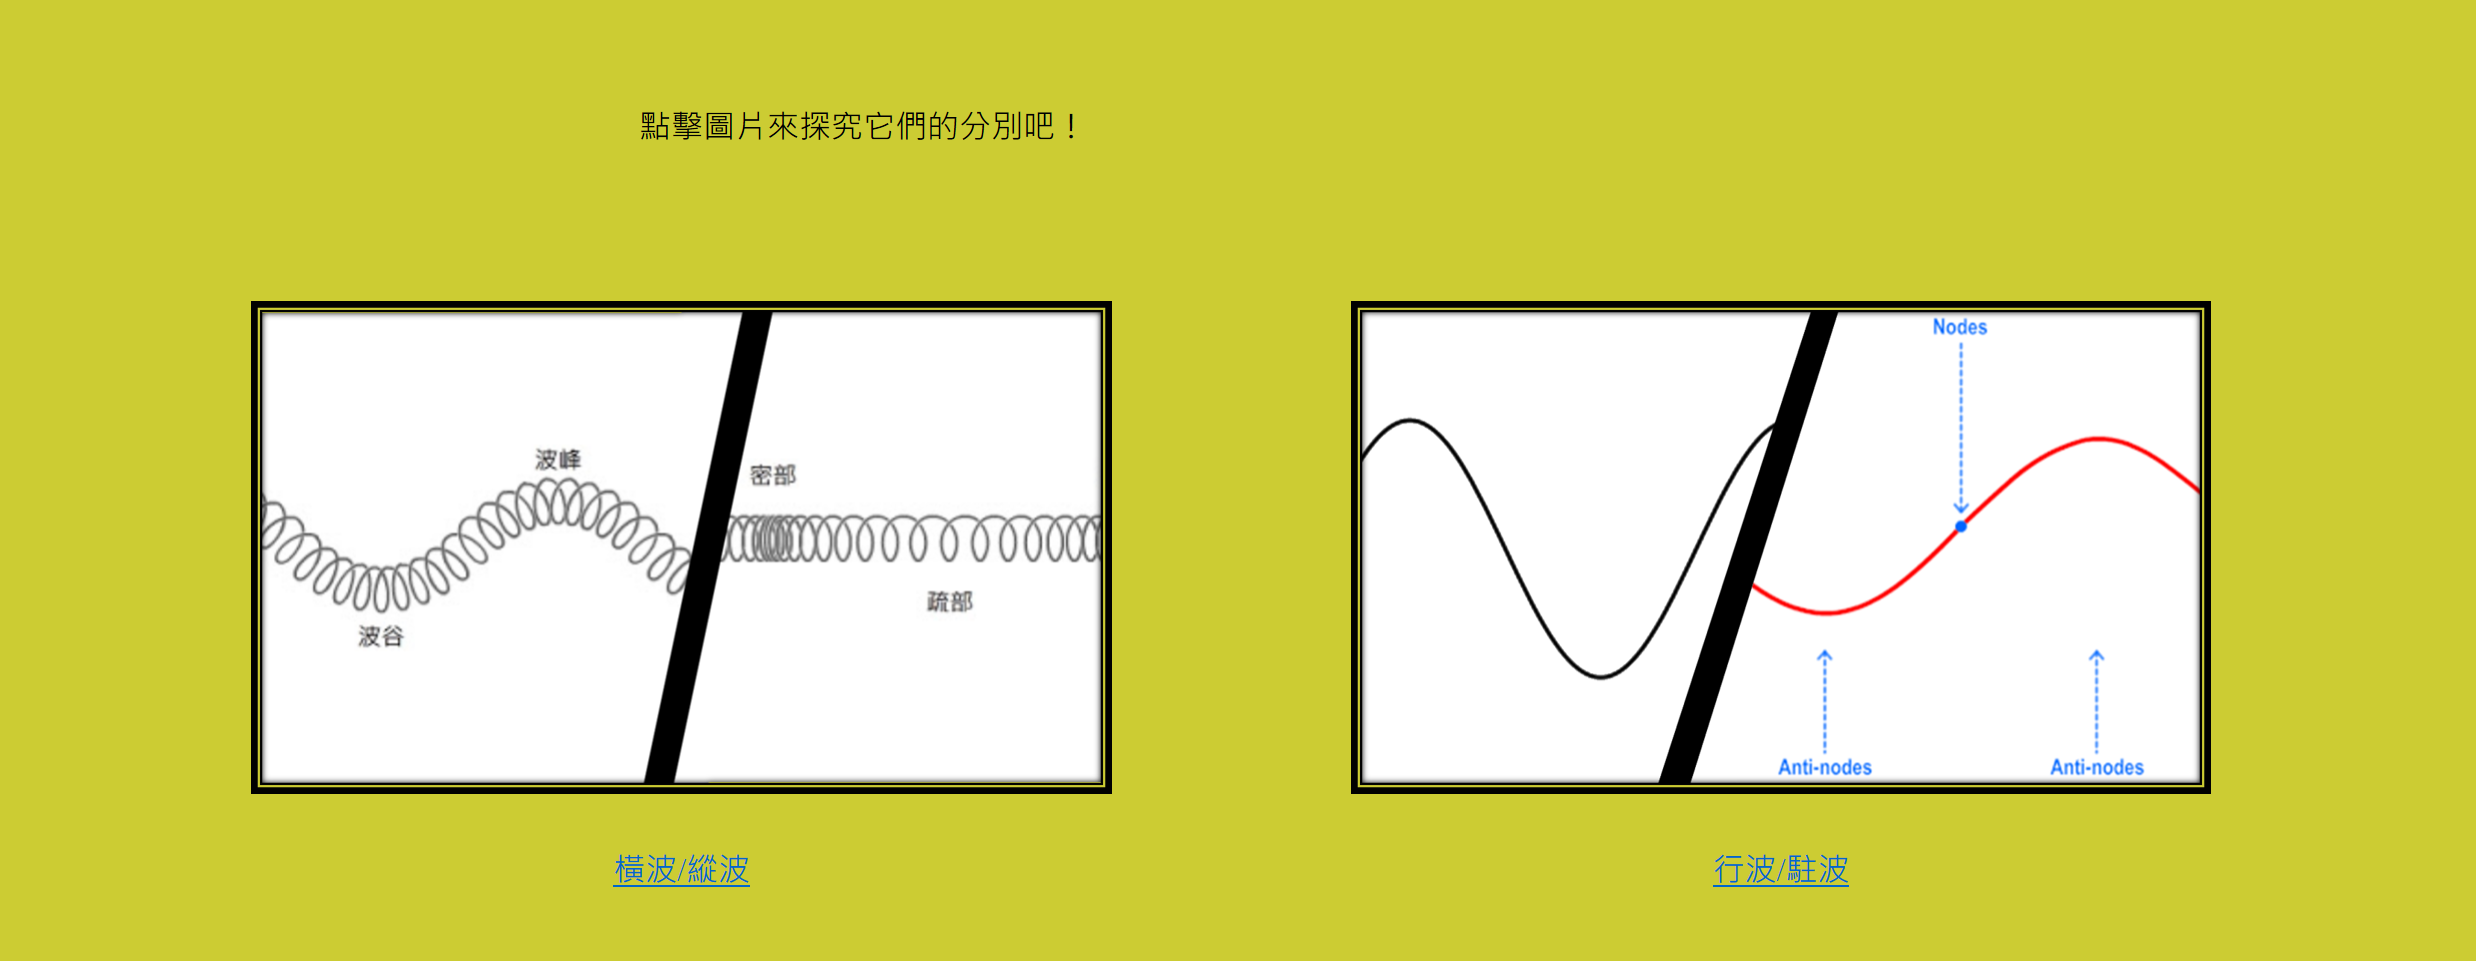 點擊圖片來探究它們的分別吧！
波峰
波谷
密部
疏部
Nodes
Anti-nodes
Anti-nodes
橫波/縱波
行波/駐波